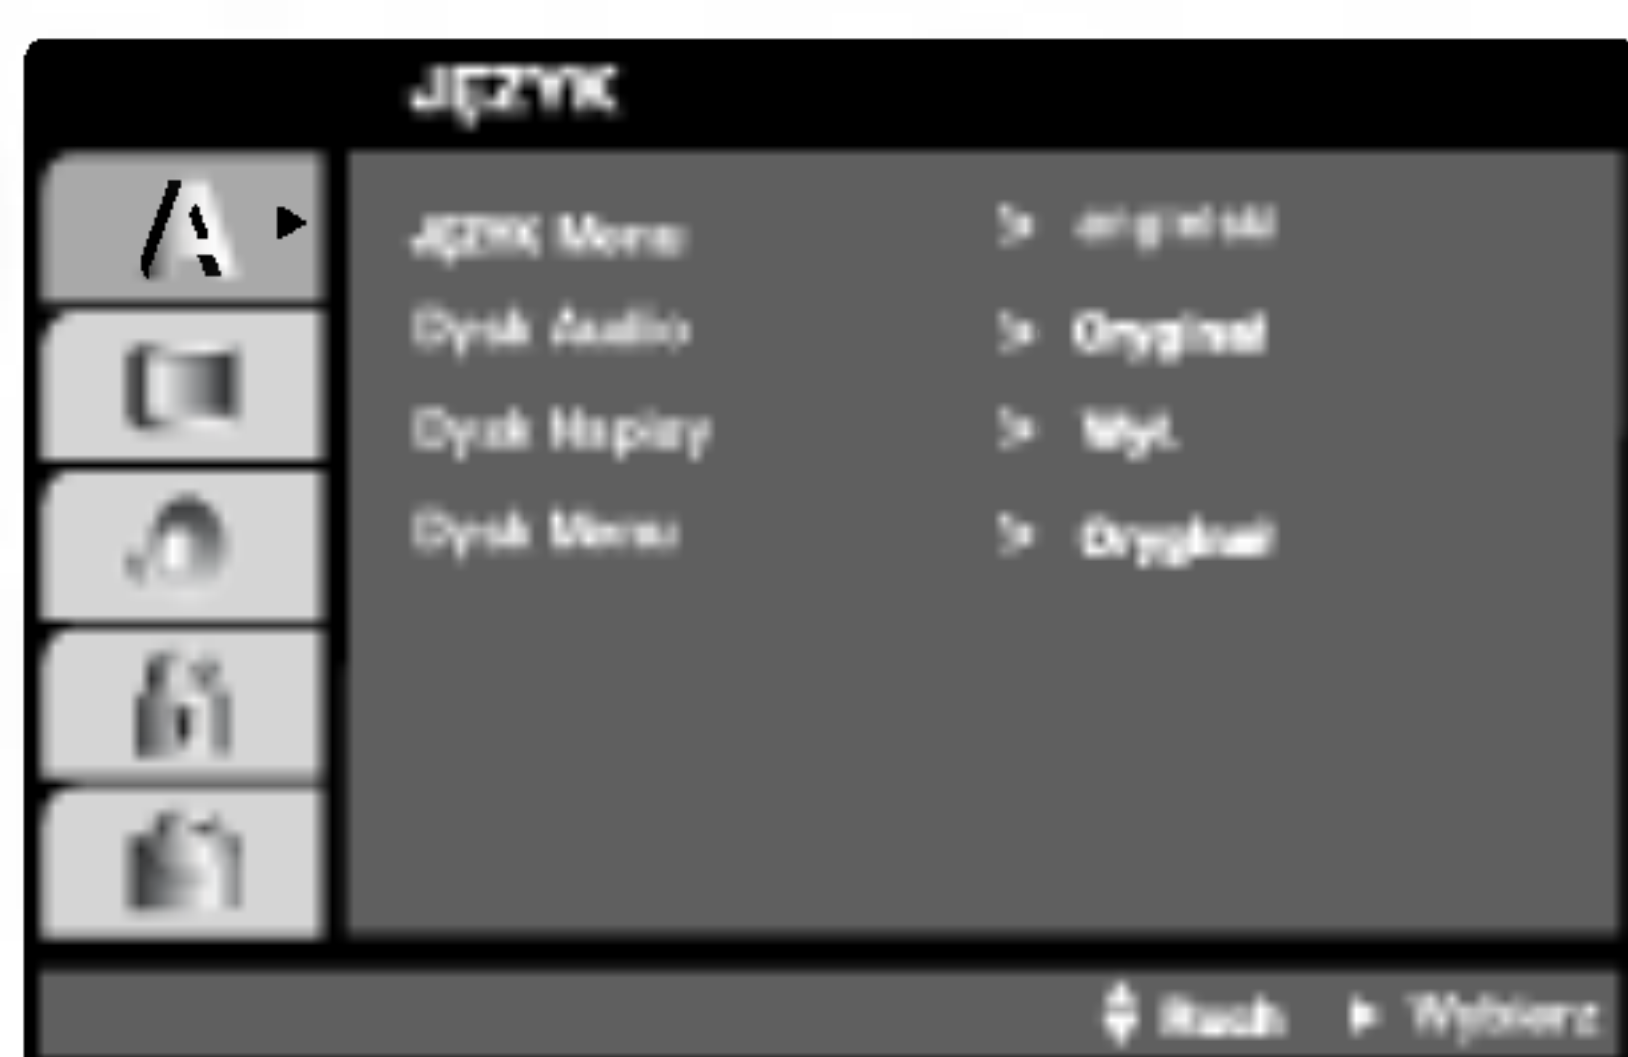 JĘZYK
JĘZYK Menu > angielski
Dysk Audio > Oryginał
Dysk Napisy > Wył.
Dysk Menu > Oryginał
Ruch Wybierz